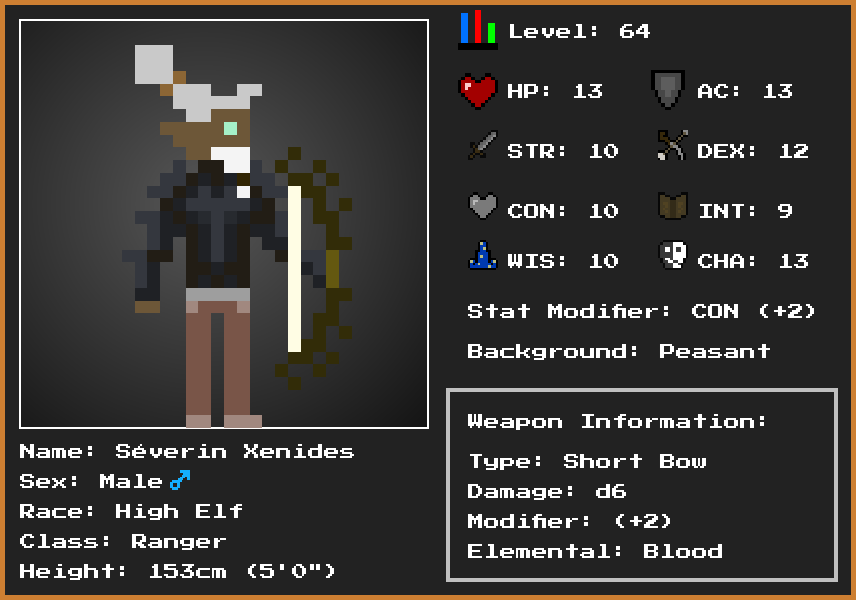 Level: 64
HP: 13
AC: 13
STR: 10
DEX: 12
CON: 10
INT: 9
WIS: 10
CHA: 13
Stat Modifier: CON (+2)
Background: Peasant
Weapon Information:
Type: Short Bow
Damage: d6
Modifier: (+2)
Elemental: Blood
Name: Séverin Xenides
Sex: Male♂
Race: High Elf
Class: Ranger
Height: 153cm (5'0")